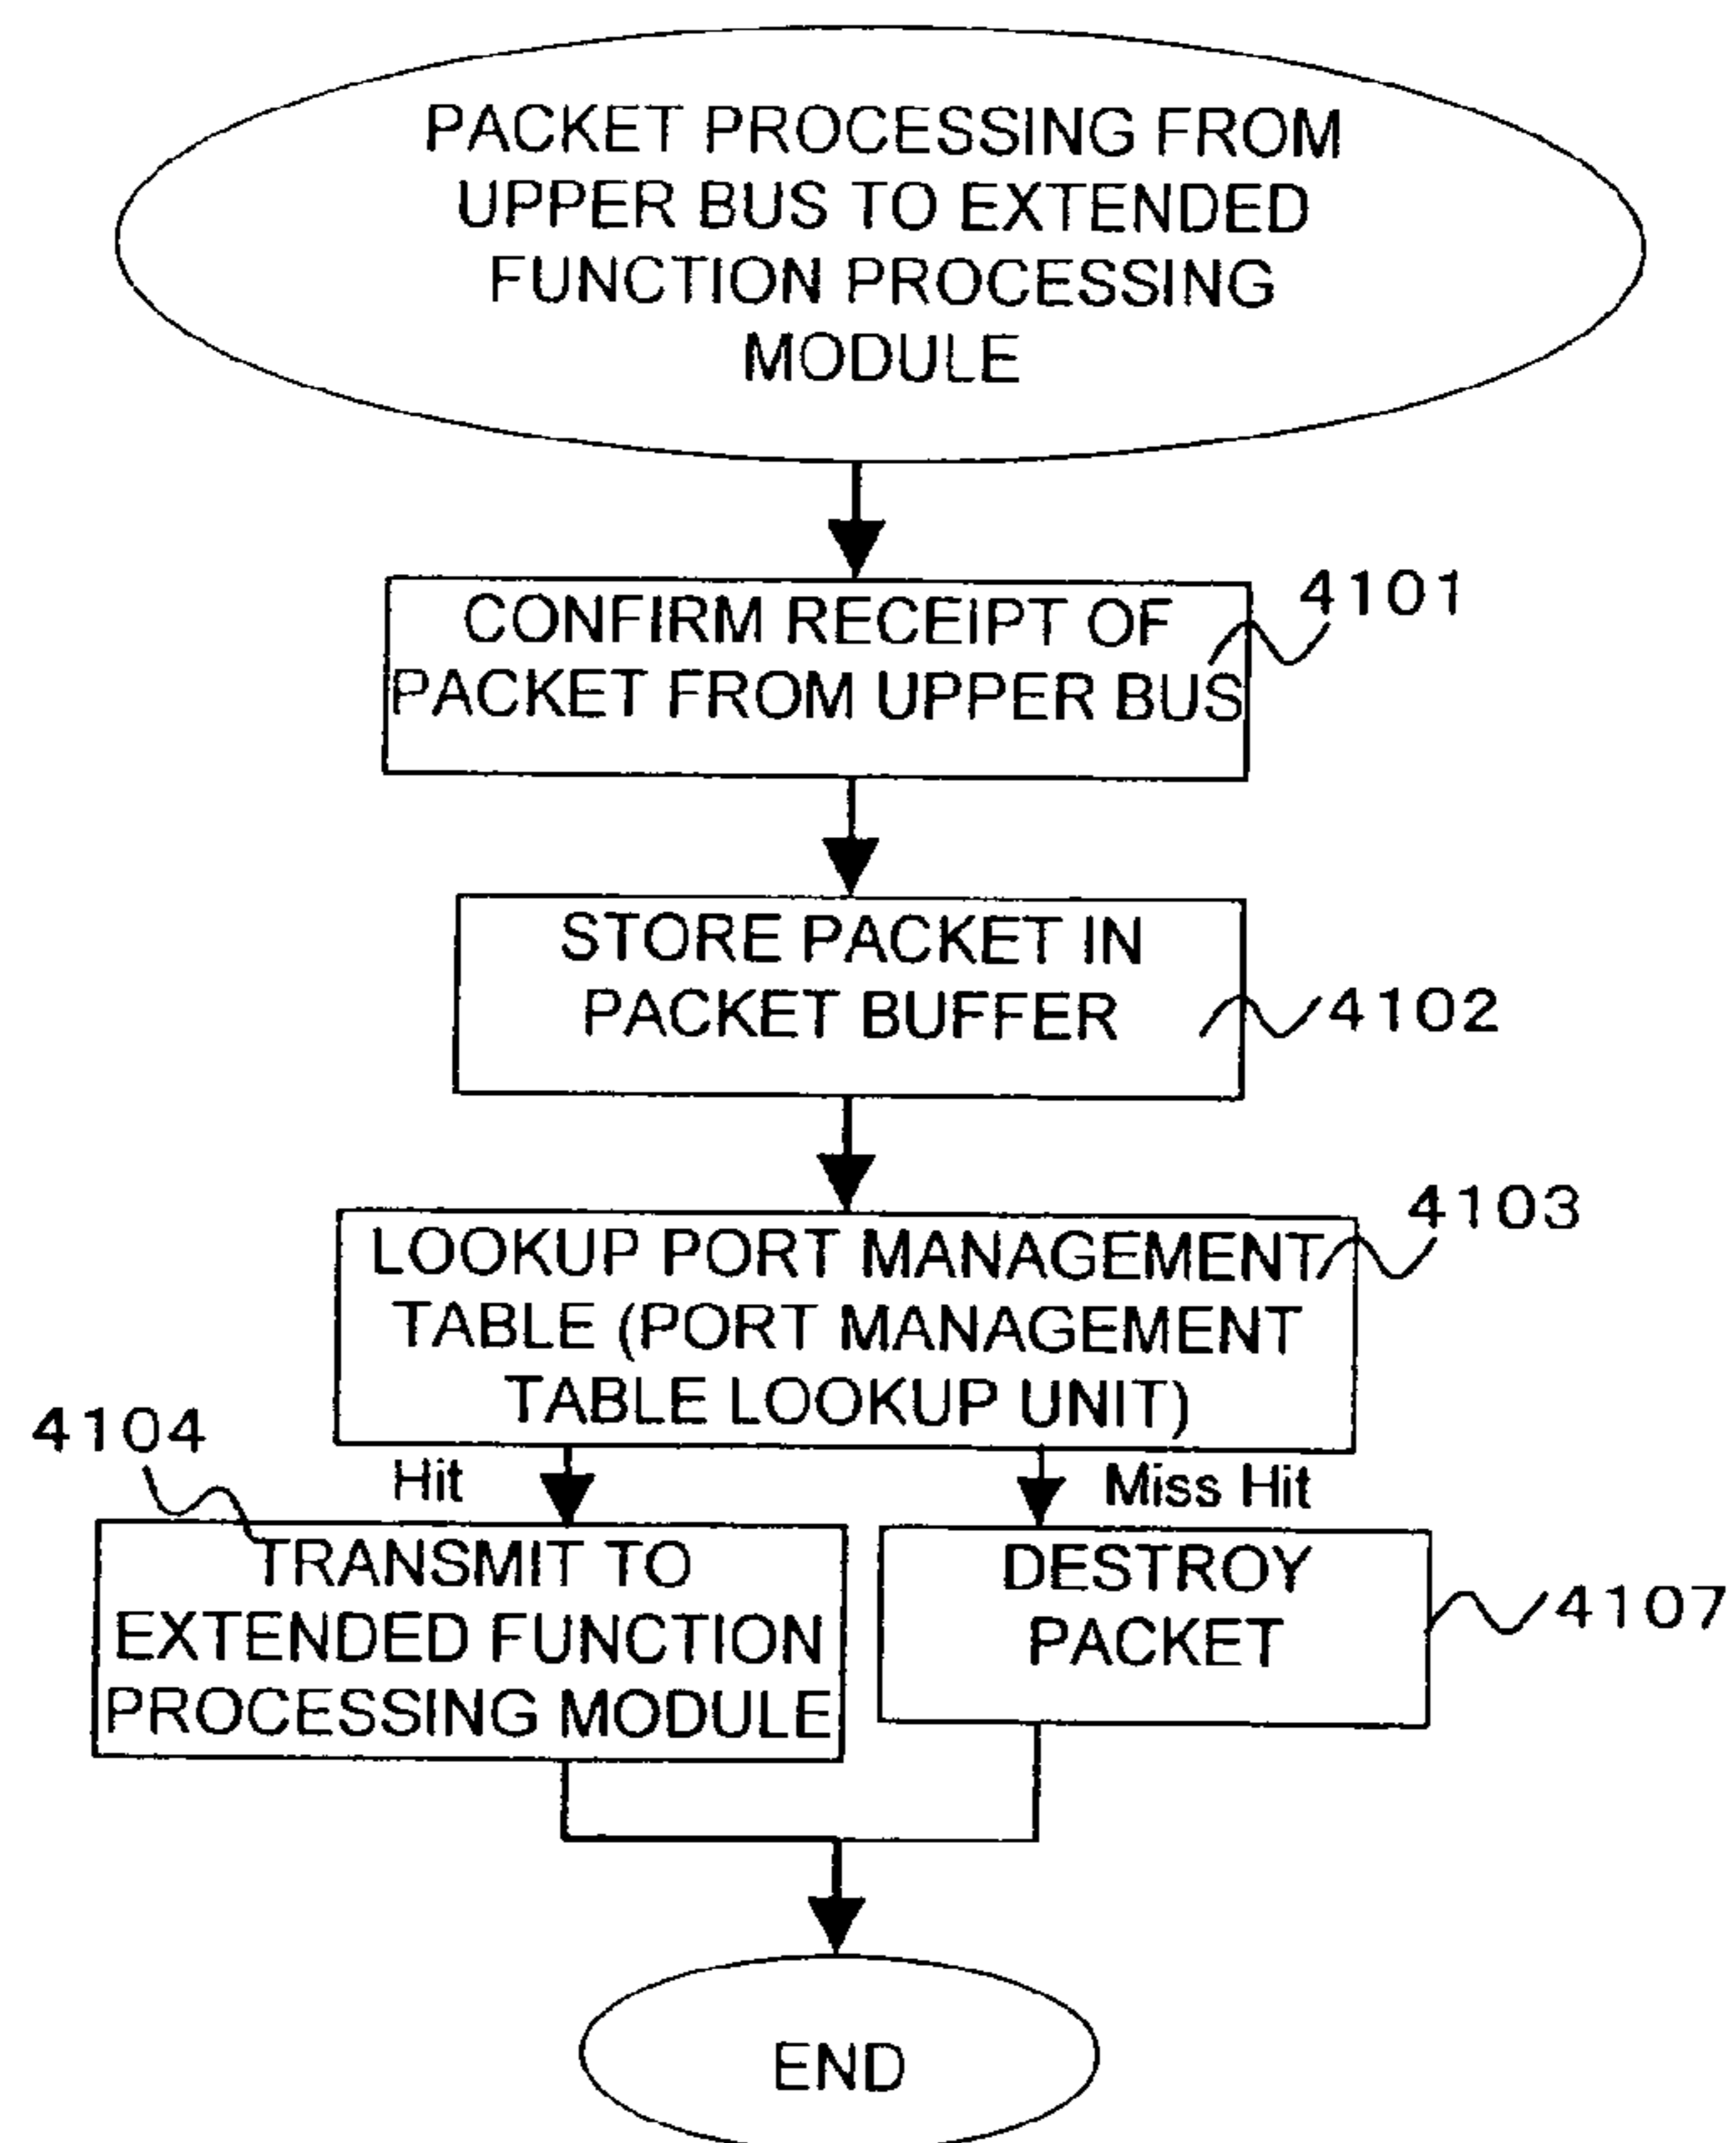 PACKET PROCESSING FROM
UPPER BUS TO EXTENDED
FUNCTION PROCESSING
MODULE
CONFIRM RECEIPT OF
PACKET FROM UPPER BUS
4101
STORE PACKET IN
PACKET BUFFER
4102
LOOKUP PORT MANAGEMENT
TABLE (PORT MANAGEMENT
TABLE LOOKUP UNIT)
4103
4104
Hit
Miss Hit
TRANSMIT TO
EXTENDED FUNCTION
PROCESSING MODULE
DESTROY
PACKET
4107
END